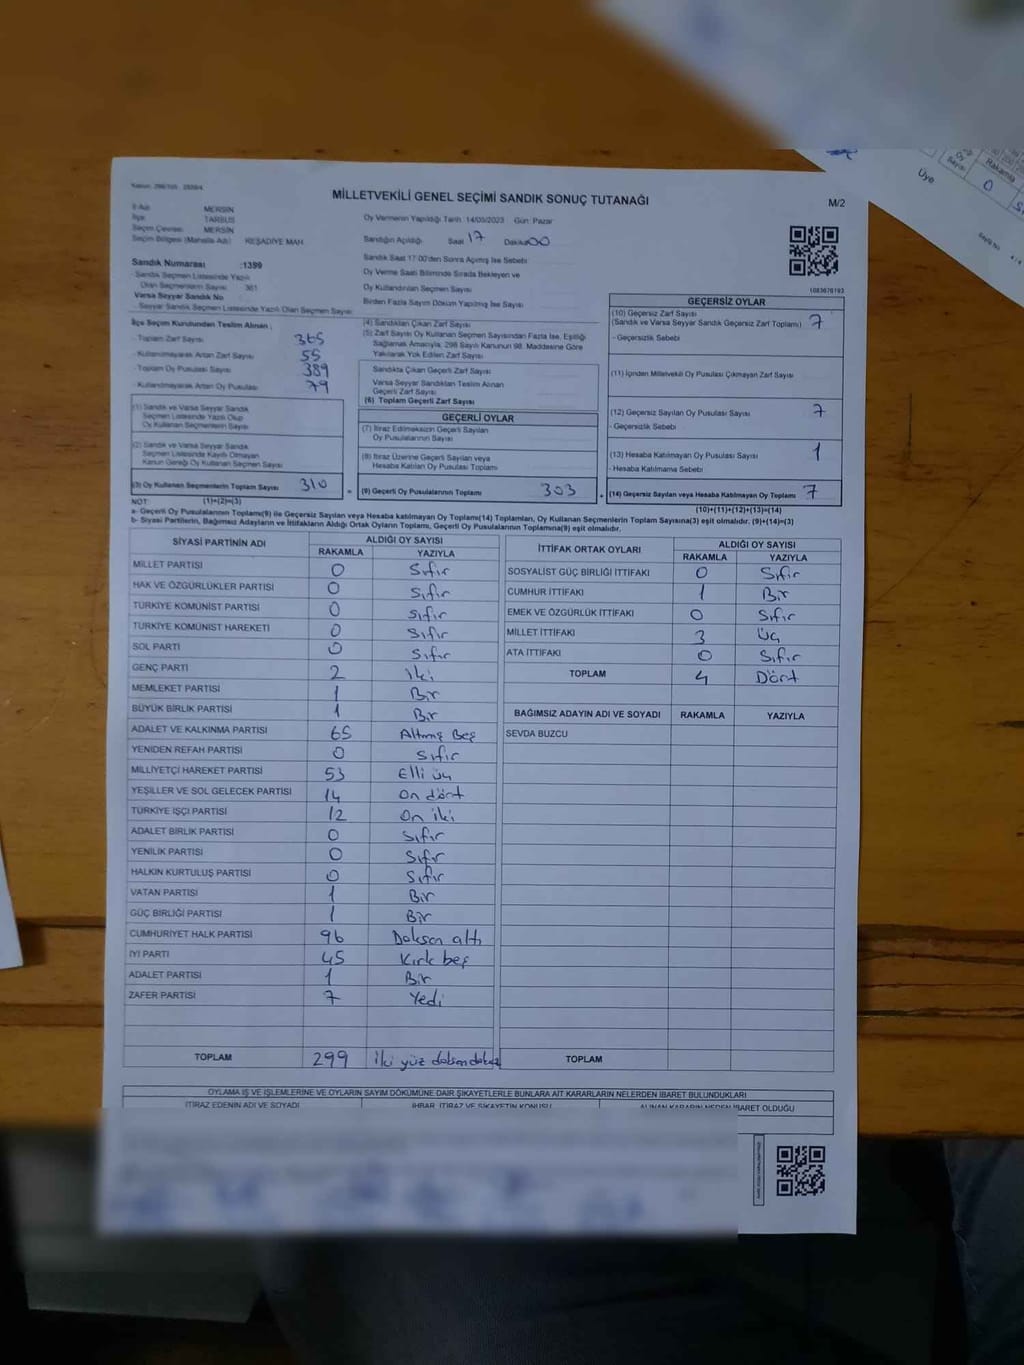 MİLLETVEKİLİ GENEL SEÇİMİ SANDIK SONUÇ TUTANAĞI
M/2
İl Adı: MERSİN
İlçe: TARSUS
Seçim Çevresi: MERSİN
Seçim Bölgesi (Mahalle Adı) REŞADİYE MAH.
Oy Vermenin Yapıldığı Tarih 14/05/2023 Gün: Pazar
Sandığın Açıldığı Saat 17 Dakika 00
Sandık Numarası :1399
Sandık Seçmen Listesinde Yazılı
Olan Seçmenlerin Sayısı 361
Varsa Seyyar Sandık No
Seyyar Sandık Seçmen Listesinde Yazılı Olan Seçmen Sayısı:
Sandık Saat 17:00'den Sonra Açılmış İse Sebebi
Oy Verme Saati Bitiminde Sırada Bekleyen ve
Oy Kullandırılan Seçmen Sayısı
Birden Fazla Sayım Döküm Yapılmış İse Sayısı
1083676193
İlçe Seçim Kurulundan Teslim Alınan;
- Toplam Zarf Sayısı 365
- Kullanılmayarak Artan Zarf Sayısı 55
- Toplam Oy Pusulası Sayısı 389
- Kullanılmayarak Artan Oy Pusulası 79
(1) Sandık ve Varsa Seyyar Sandık
Seçmen Listesinde Yazılı Olup
Oy Kullanan Seçmenlerin Sayısı
(2) Sandık ve Varsa Seyyar Sandık
Seçmen Listesinde Kayıtlı Olmayan
Kanun Gereği Oy Kullanan Seçmen Sayısı
(3) Oy Kullanan Seçmenlerin Toplam Sayısı 310
(4) Sandıktan Çıkan Zarf Sayısı
(5) Zarf Sayısı Oy Kullanan Seçmen Sayısından Fazla İse, Eşitliği
Sağlamak Amacıyla, 298 Sayılı Kanunun 98. Maddesine Göre
Yakılarak Yok Edilen Zarf Sayısı
Sandıkta Çıkan Geçerli Zarf Sayısı
Varsa Seyyar Sandıktan Teslim Alınan
Geçerli Zarf Sayısı
(6) Toplam Geçerli Zarf Sayısı
GEÇERLİ OYLAR
(7) İtiraz Edilmeksizin Geçerli Sayılan
Oy Pusulalarının Sayısı
(8) İtiraz Üzerine Geçerli Sayılan veya
Hesaba Katılan Oy Pusulası Toplamı
(9) Geçerli Oy Pusulalarının Toplamı 303
GEÇERSİZ OYLAR
(10) Geçersiz Zarf Sayısı
(Sandık ve Varsa Seyyar Sandık Geçersiz Zarf Toplamı) 7
- Geçersizlik Sebebi
(11) İçinden Milletvekili Oy Pusulası Çıkmayan Zarf Sayısı
(12) Geçersiz Sayılan Oy Pusulası Sayısı 7
- Geçersizlik Sebebi
(13) Hesaba Katılmayan Oy Pusulası Sayısı 1
- Hesaba Katılmama Sebebi
(14) Geçersiz Sayılan veya Hesaba Katılmayan Oy Toplamı 7
NOT: (1)+(2)=(3)
(10)+(11)+(12)+(13)=(14)
a- Geçerli Oy Pusulalarının Toplamı(9) ile Geçersiz Sayılan veya Hesaba katılmayan Oy Toplamı(14) Toplamları, Oy Kullanan Seçmenlerin Toplam Sayısına(3) eşit olmalıdır. (9)+(14)=(3)
b- Siyasi Partilerin, Bağımsız Adayların ve İttifakların Aldığı Ortak Oyların Toplamı, Geçerli Oy Pusulalarının Toplamına(9) eşit olmalıdır.
SİYASİ PARTİNİN ADI ALDIĞI OY SAYISI
RAKAMLA YAZIYLA
MİLLET PARTİSİ 0 Sıfır
HAK VE ÖZGÜRLÜKLER PARTİSİ 0 Sıfır
TÜRKİYE KOMÜNİST PARTİSİ 0 Sıfır
TÜRKİYE KOMÜNİST HAREKETİ 0 Sıfır
SOL PARTİ 0 Sıfır
GENÇ PARTİ 2 İki
MEMLEKET PARTİSİ 1 Bir
BÜYÜK BİRLİK PARTİSİ 1 Bir
ADALET VE KALKINMA PARTİSİ 65 Altmış Beş
YENİDEN REFAH PARTİSİ 0 Sıfır
MİLLİYETÇİ HAREKET PARTİSİ 53 Elli üç
YEŞİLLER VE SOL GELECEK PARTİSİ 14 On dört
TÜRKİYE İŞÇİ PARTİSİ 12 On iki
ADALET BİRLİK PARTİSİ 0 Sıfır
YENİLİK PARTİSİ 0 Sıfır
HALKIN KURTULUŞ PARTİSİ 0 Sıfır
VATAN PARTİSİ 1 Bir
GÜÇ BİRLİĞİ PARTİSİ 1 Bir
CUMHURİYET HALK PARTİSİ 96 Doksan altı
İYİ PARTİ 45 Kırk beş
ADALET PARTİSİ 1 Bir
ZAFER PARTİSİ 7 Yedi
TOPLAM 299 İki yüz doksan dokuz
İTTİFAK ORTAK OYLARI ALDIĞI OY SAYISI
RAKAMLA YAZIYLA
SOSYALİST GÜÇ BİRLİĞİ İTTİFAKI 0 Sıfır
CUMHUR İTTİFAKI 1 Bir
EMEK VE ÖZGÜRLÜK İTTİFAKI 0 Sıfır
MİLLET İTTİFAKI 3 Üç
ATA İTTİFAKI 0 Sıfır
TOPLAM 4 Dört
BAĞIMSIZ ADAYIN ADI VE SOYADI RAKAMLA YAZIYLA
SEVDA BUZCU
TOPLAM
OYLAMA İŞ VE İŞLEMLERİNE VE OYLARIN SAYIM DÖKÜMÜNE DAİR ŞİKAYETLERLE BUNLARA AİT KARARLARIN NELERDEN İBARET BULUNDUKLARI
İTİRAZ EDENİN ADI VE SOYADI İHBAR, İTİRAZ VE ŞİKAYETİN KONUSU ALINAN KARARIN NEDEN İBARET OLDUĞU
Üye
Oy
Sayısı
Rakamla
0